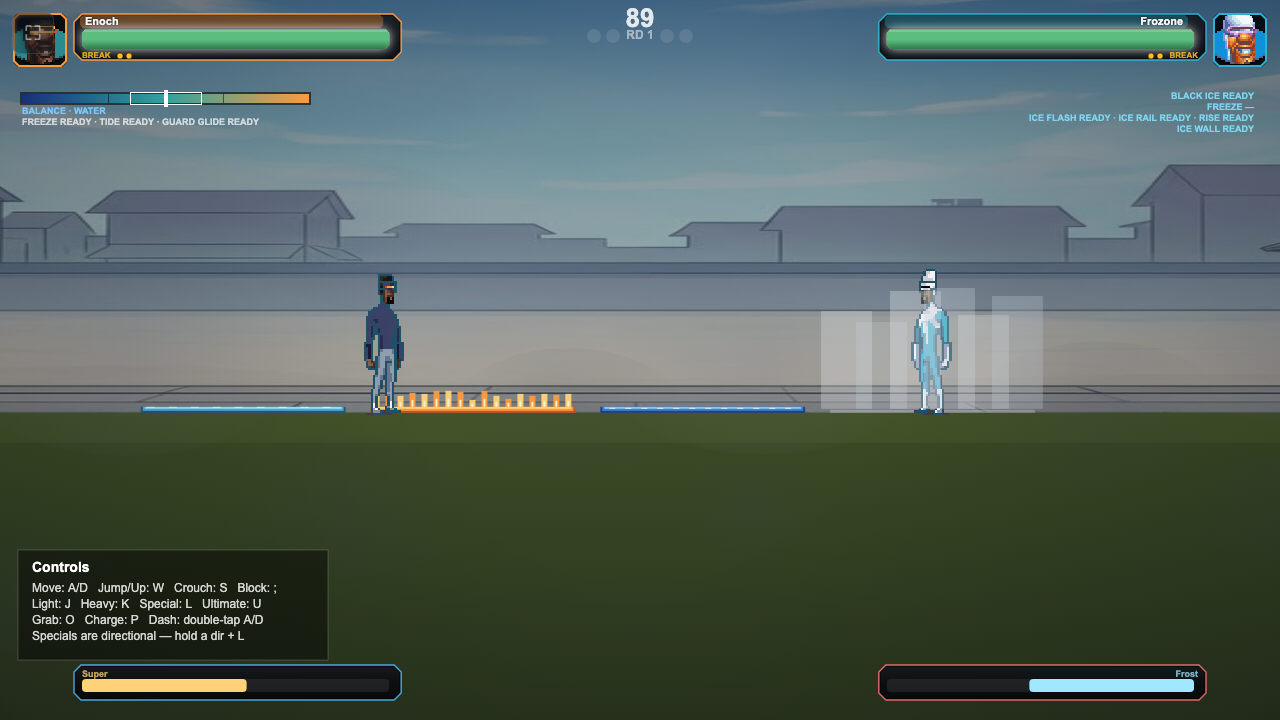 Enoch
BREAK
89
RD 1
Frozone
BREAK
BALANCE · WATER
FREEZE READY · TIDE READY · GUARD GLIDE READY
BLACK ICE READY
FREEZE —
ICE FLASH READY · ICE RAIL READY · RISE READY
ICE WALL READY
Controls
Move: A/D Jump/Up: W Crouch: S Block: ;
Light: J Heavy: K Special: L Ultimate: U
Grab: O Charge: P Dash: double-tap A/D
Specials are directional — hold a dir + L
Super
Frost